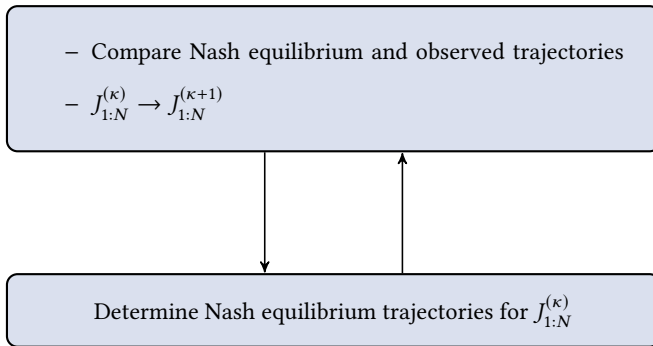 – Compare Nash equilibrium and observed trajectories
– J_{1:N}^{(κ)} → J_{1:N}^{(κ+1)}
Determine Nash equilibrium trajectories for J_{1:N}^{(κ)}